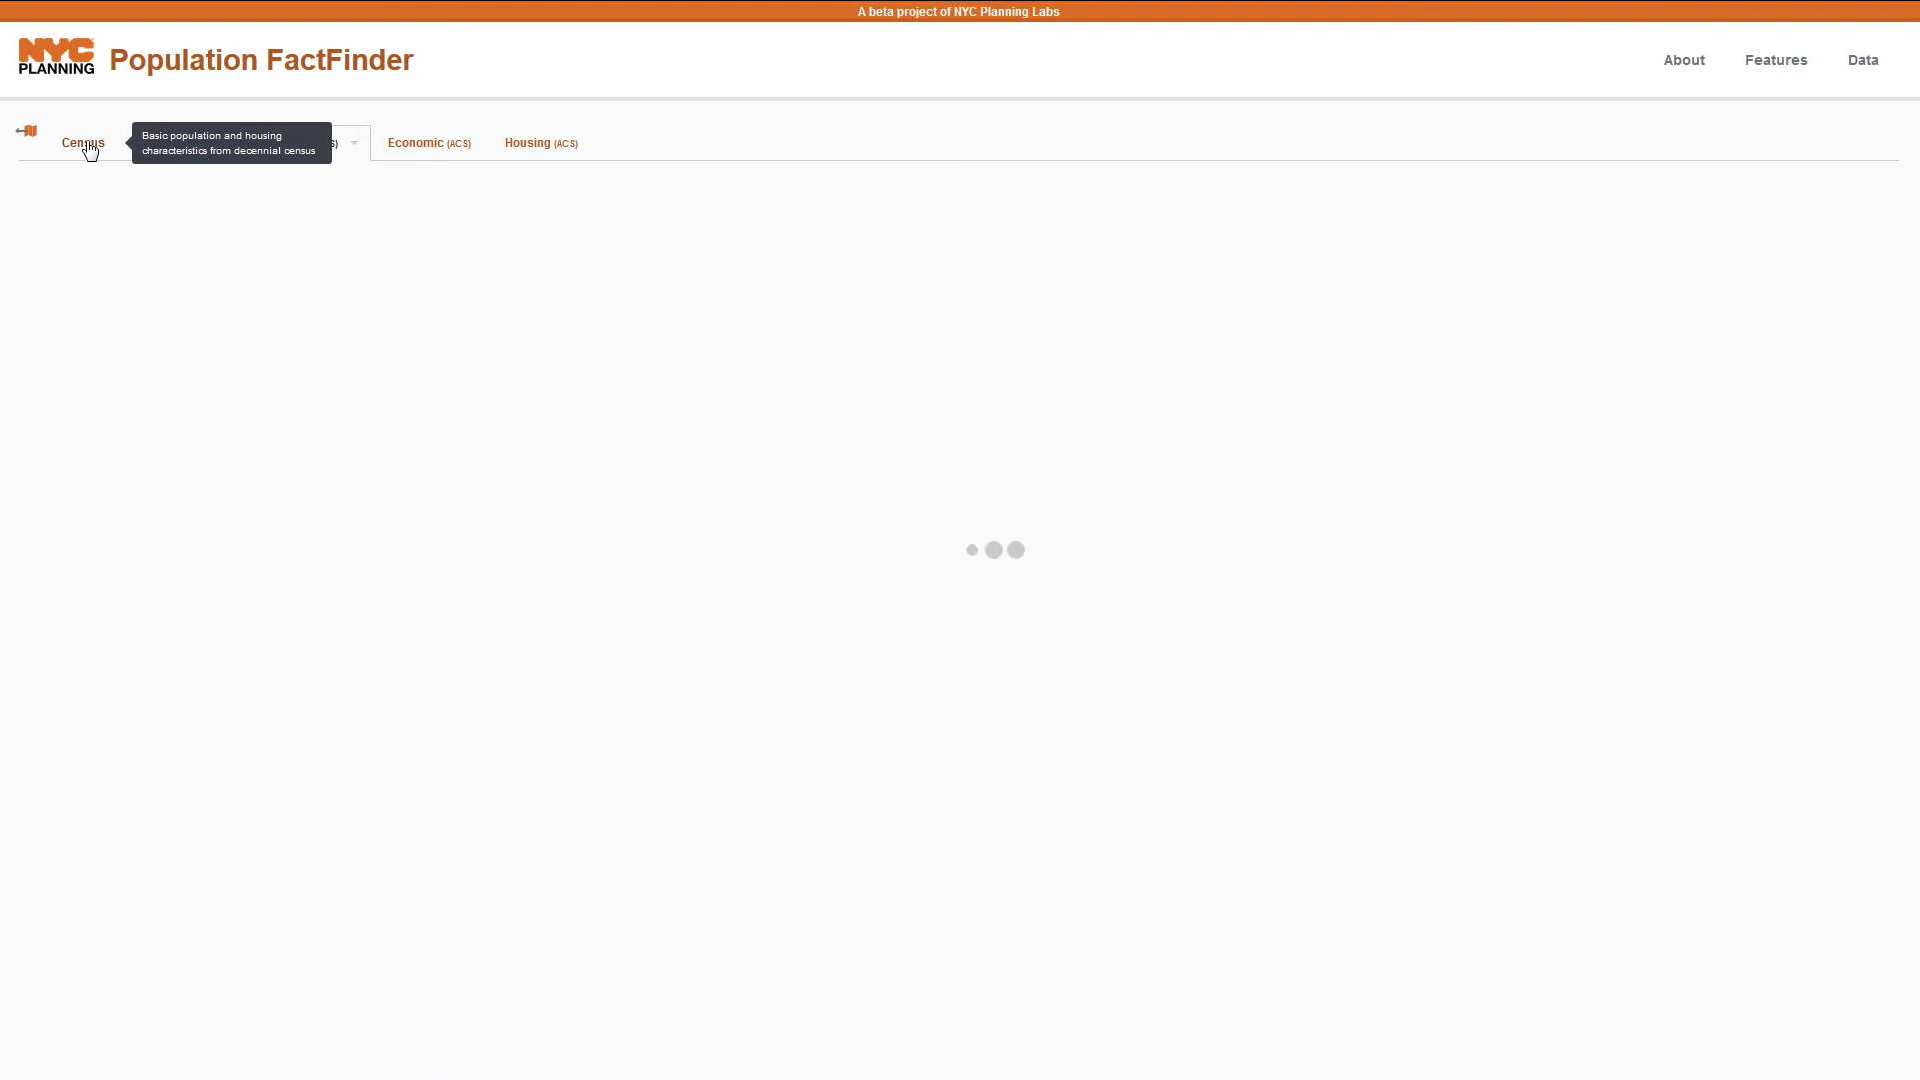 A beta project of NYC Planning Labs
NYC
PLANNING
Population FactFinder
About
Features
Data
Census
Basic population and housing
characteristics from decennial census
Economic (ACS)
Housing (ACS)